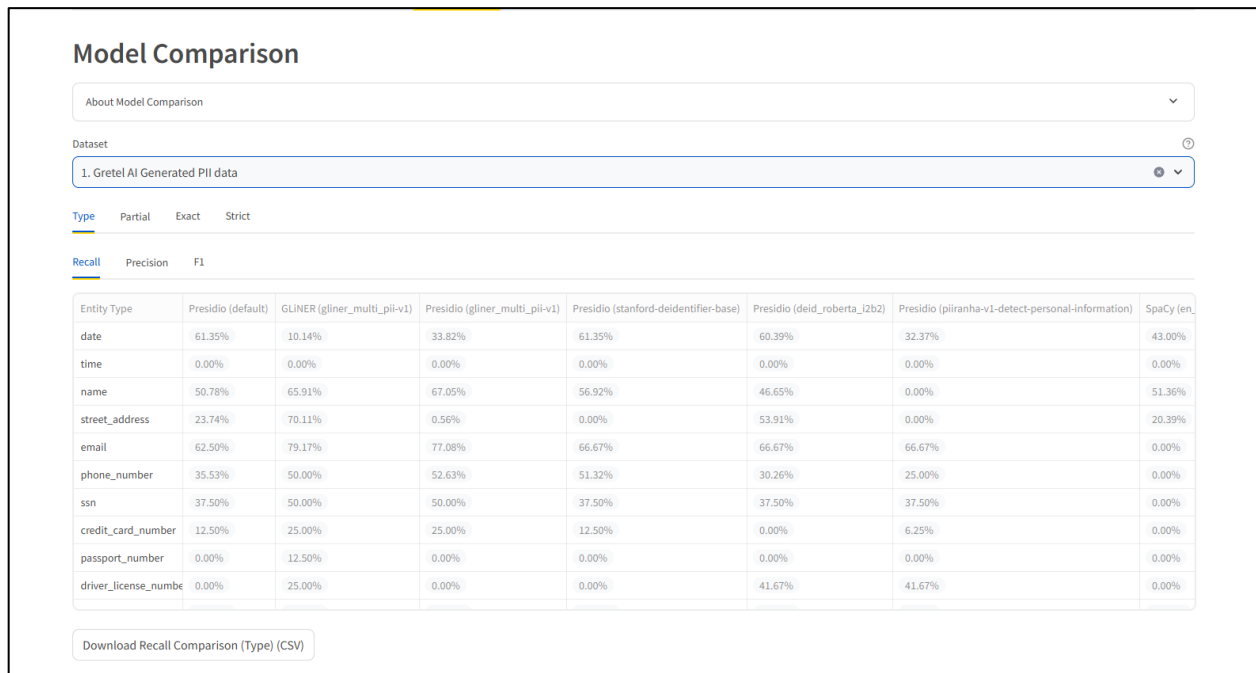 Model Comparison
About Model Comparison
Dataset
1. Gretel AI Generated PII data
Type Partial Exact Strict
Recall Precision F1
Entity Type Presidio (default) GLiNER (gliner_multi_pii-v1) Presidio (gliner_multi_pii-v1) Presidio (stanford-deidentifier-base) Presidio (deid_roberta_i2b2) Presidio (piiranha-v1-detect-personal-information) SpaCy (en_
date 61.35% 10.14% 33.82% 61.35% 60.39% 32.37% 43.00%
time 0.00% 0.00% 0.00% 0.00% 0.00% 0.00% 0.00%
name 50.78% 65.91% 67.05% 56.92% 46.65% 0.00% 51.36%
street_address 23.74% 70.11% 0.56% 0.00% 53.91% 0.00% 20.39%
email 62.50% 79.17% 77.08% 66.67% 66.67% 66.67% 0.00%
phone_number 35.53% 50.00% 52.63% 51.32% 30.26% 25.00% 0.00%
ssn 37.50% 50.00% 50.00% 37.50% 37.50% 37.50% 0.00%
credit_card_number 12.50% 25.00% 25.00% 12.50% 0.00% 6.25% 0.00%
passport_number 0.00% 12.50% 0.00% 0.00% 0.00% 0.00% 0.00%
driver_license_numbe 0.00% 25.00% 0.00% 0.00% 41.67% 41.67% 0.00%
Download Recall Comparison (Type) (CSV)